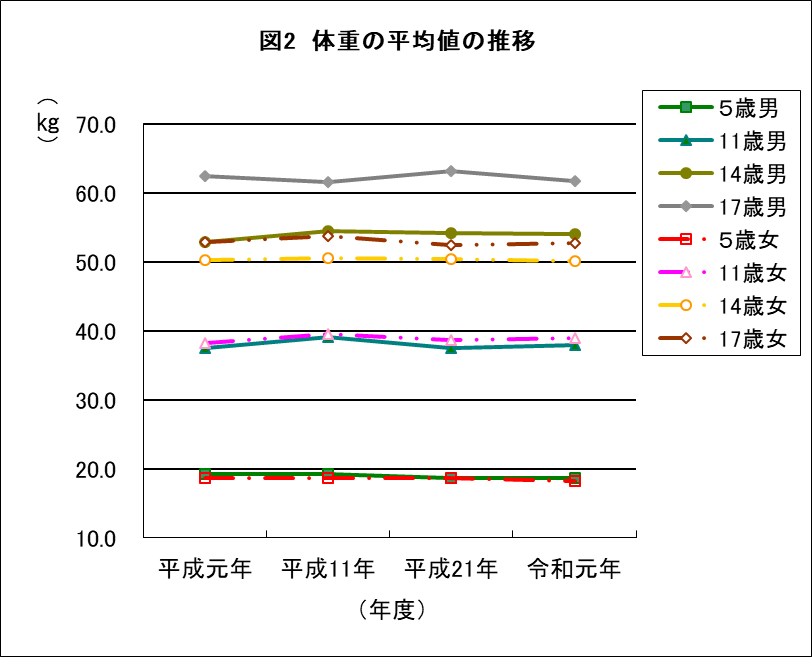 図2 体重の平均値の推移
（kg）
70.0
60.0
50.0
40.0
30.0
20.0
10.0
平成元年 平成11年 平成21年 令和元年
（年度）
5歳男
11歳男
14歳男
17歳男
5歳女
11歳女
14歳女
17歳女